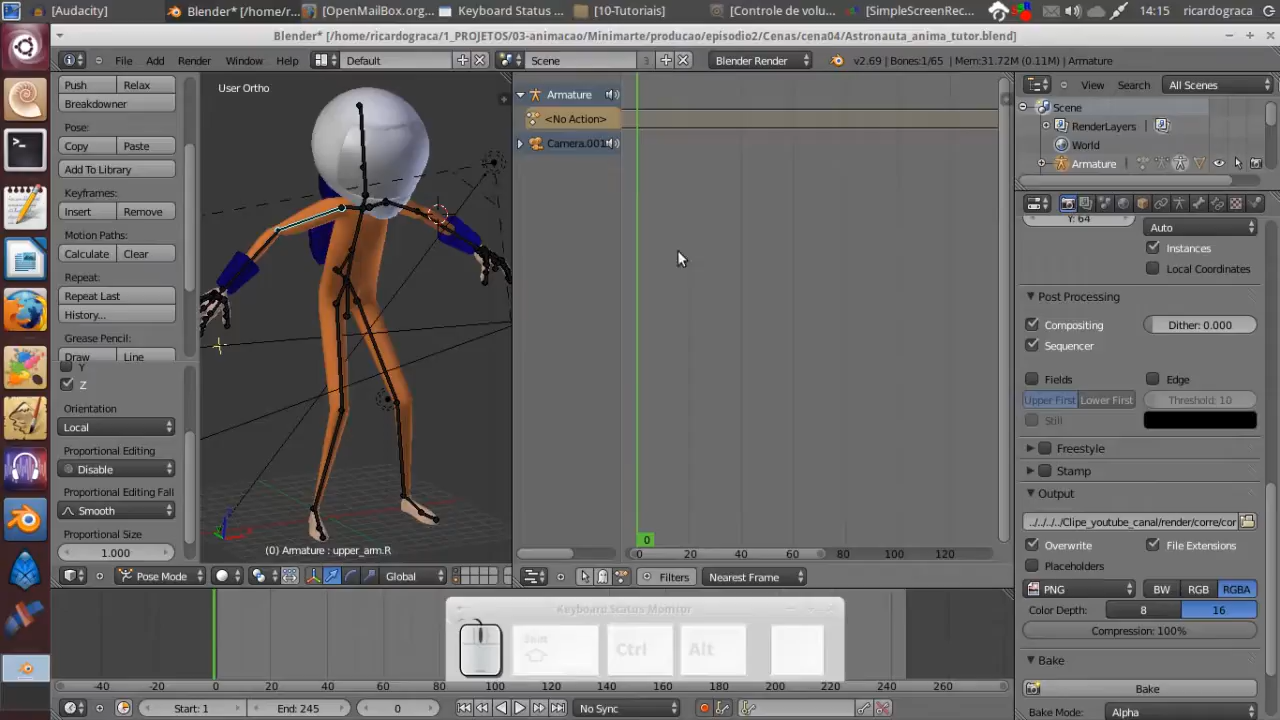 [Audacity]
Blender* [/home/r...
[OpenMailBox.org...
Keyboard Status ...
[10-Tutoriais]
[Controle de volu...
[SimpleScreenRec...
14:15
ricardograca
Blender* [/home/ricardograca/1_PROJETOS/03-animacao/Minimarte/producao/episodio2/Cenas/cena04/Astronauta_anima_tutor.blend]
File Add Render Window Help
Default
Scene
3
Blender Render
v2.69 | Bones:1/65 | Mem:31.72M (0.11M) | Armature
Push Relax
Breakdowner
Pose:
Copy Paste
Add To Library
Keyframes:
Insert Remove
Motion Paths:
Calculate Clear
Repeat:
Repeat Last
History...
Grease Pencil:
Draw Line
Y
Z
Orientation
Local
Proportional Editing
Disable
Proportional Editing Fall
Smooth
Proportional Size
1.000
User Ortho
(0) Armature : upper_arm.R
Pose Mode
Global
Armature
<No Action>
Camera.001
0
0 20 40 60 80 100 120
Filters
Nearest Frame
View Search All Scenes
Scene
RenderLayers
World
Armature
Y: 64
Auto
Instances
Local Coordinates
Post Processing
Compositing
Dither: 0.000
Sequencer
Fields
Edge
Upper First Lower First
Threshold: 10
Still
Freestyle
Stamp
Output
../../../../Clipe_youtube_canal/render/corre/cor
Overwrite
File Extensions
Placeholders
PNG
BW RGB RGBA
Color Depth: 8 16
Compression: 100%
Bake
Bake
Bake Mode: Alpha
Keyboard Status Monitor
Shift
Ctrl
Alt
-40 -20 0 20 40 60 80 100 120 140 160 180 200 220 240 260
Start: 1
End: 245
0
No Sync